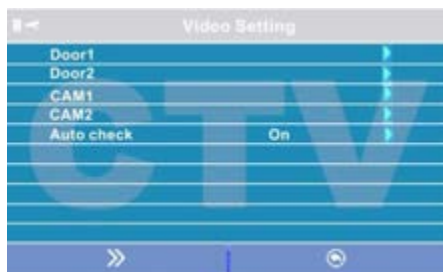 Video Setting
Door1
Door2
CAM1
CAM2
Auto check On
CTV